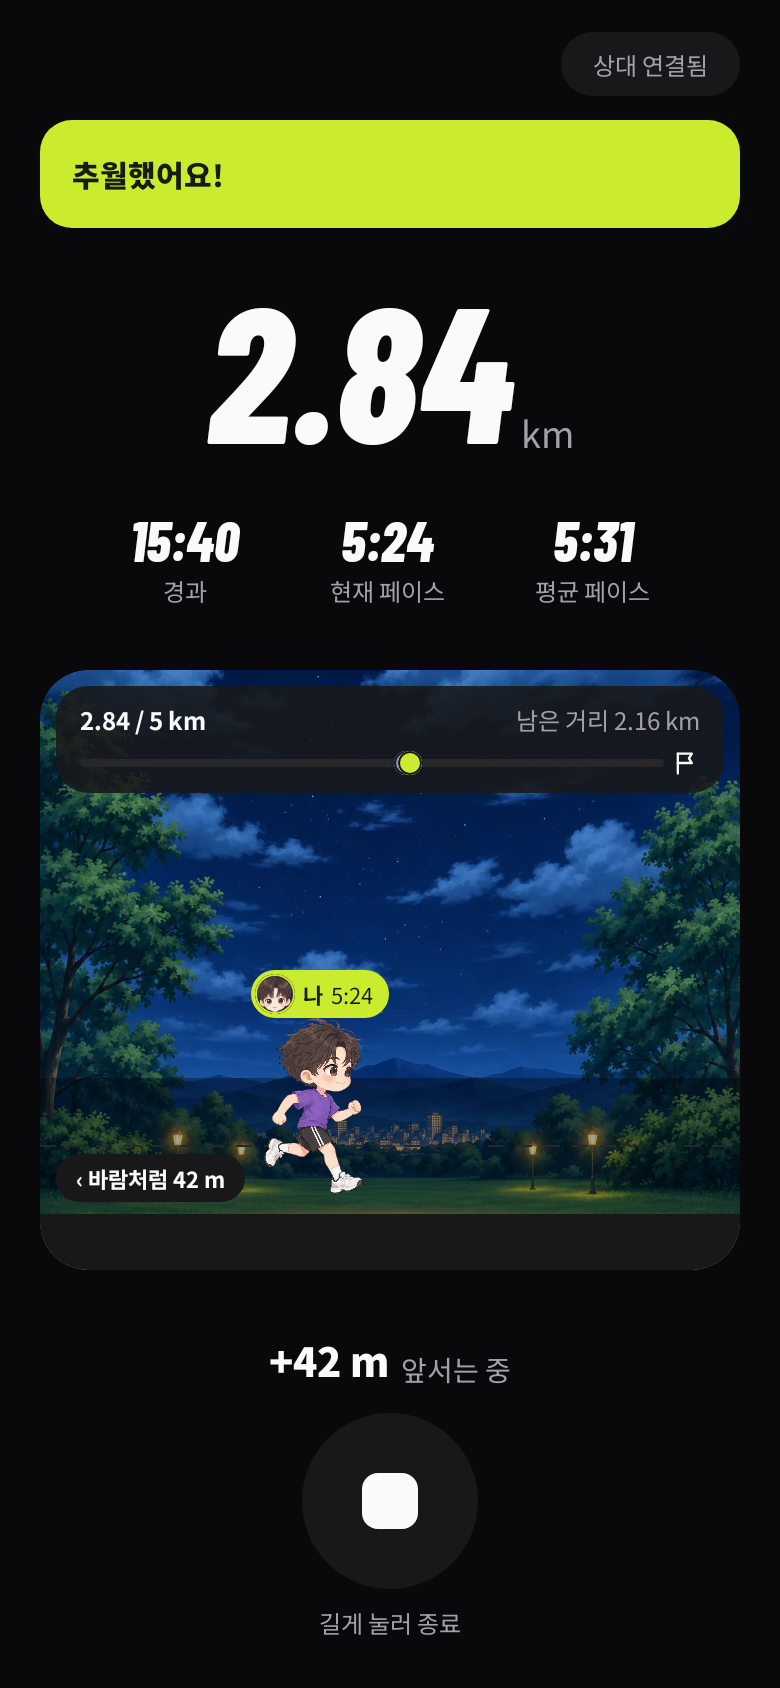 상대 연결됨
추월했어요!
2.84 km
15:40 5:24 5:31
경과 현재 페이스 평균 페이스
2.84 / 5 km 남은 거리 2.16 km
나 5:24
‹ 바람처럼 42 m
+42 m 앞서는 중
길게 눌러 종료